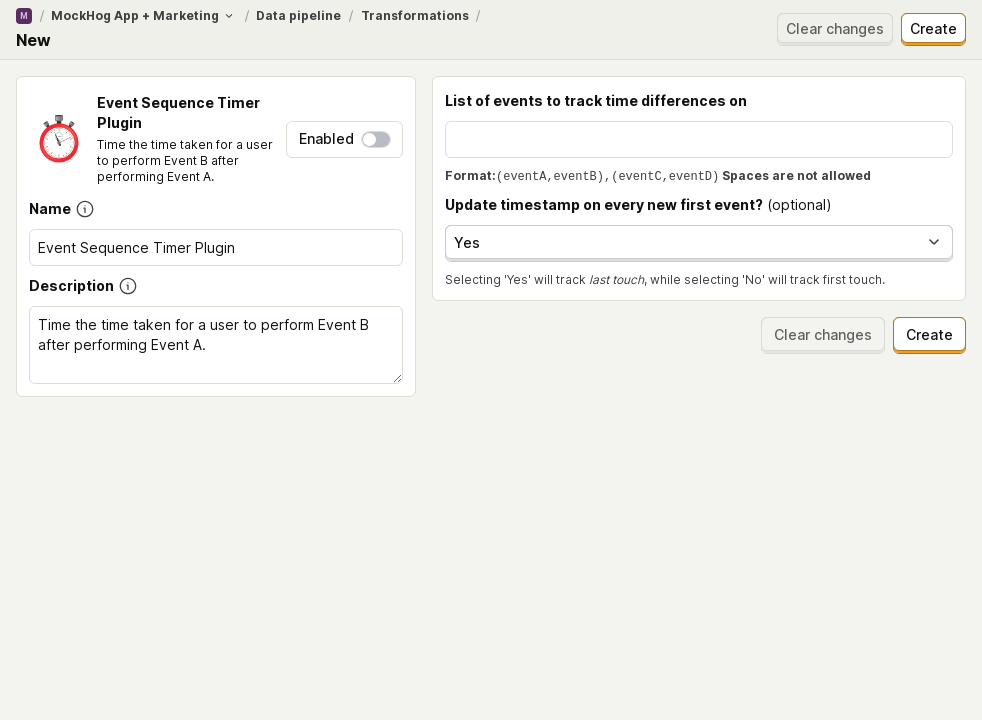 M / MockHog App + Marketing / Data pipeline / Transformations /
New
Clear changes Create
Event Sequence Timer
Plugin
Time the time taken for a user
to perform Event B after
performing Event A.
Enabled
Name
Event Sequence Timer Plugin
Description
Time the time taken for a user to perform Event B
after performing Event A.
List of events to track time differences on
Format:(eventA,eventB),(eventC,eventD) Spaces are not allowed
Update timestamp on every new first event? (optional)
Yes
Selecting 'Yes' will track last touch, while selecting 'No' will track first touch.
Clear changes Create